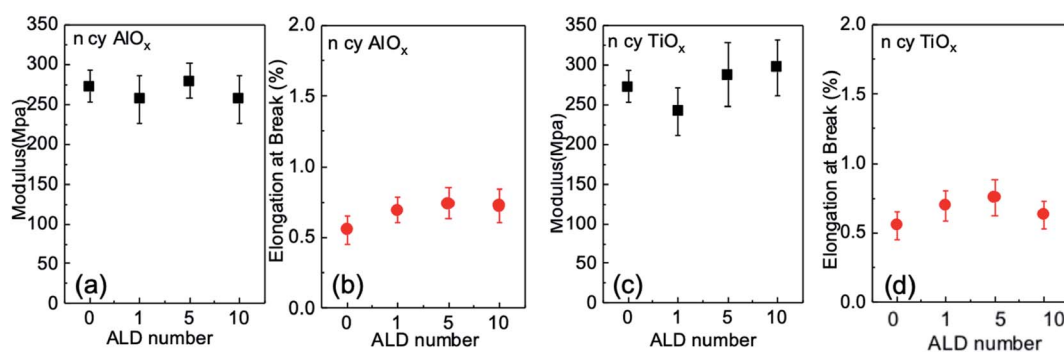 350
300
250
200
150
100
50
0
Modulus(Mpa)
n cy AlOx
(a)
0 1 5 10
ALD number
2.0
1.5
1.0
0.5
0.0
Elongation at Break (%)
n cy AlOx
(b)
0 1 5 10
ALD number
350
300
250
200
150
100
50
0
Modulus(Mpa)
n cy TiOx
(c)
0 1 5 10
ALD number
2.0
1.5
1.0
0.5
0.0
Elongation at Break (%)
n cy TiOx
(d)
0 1 5 10
ALD number